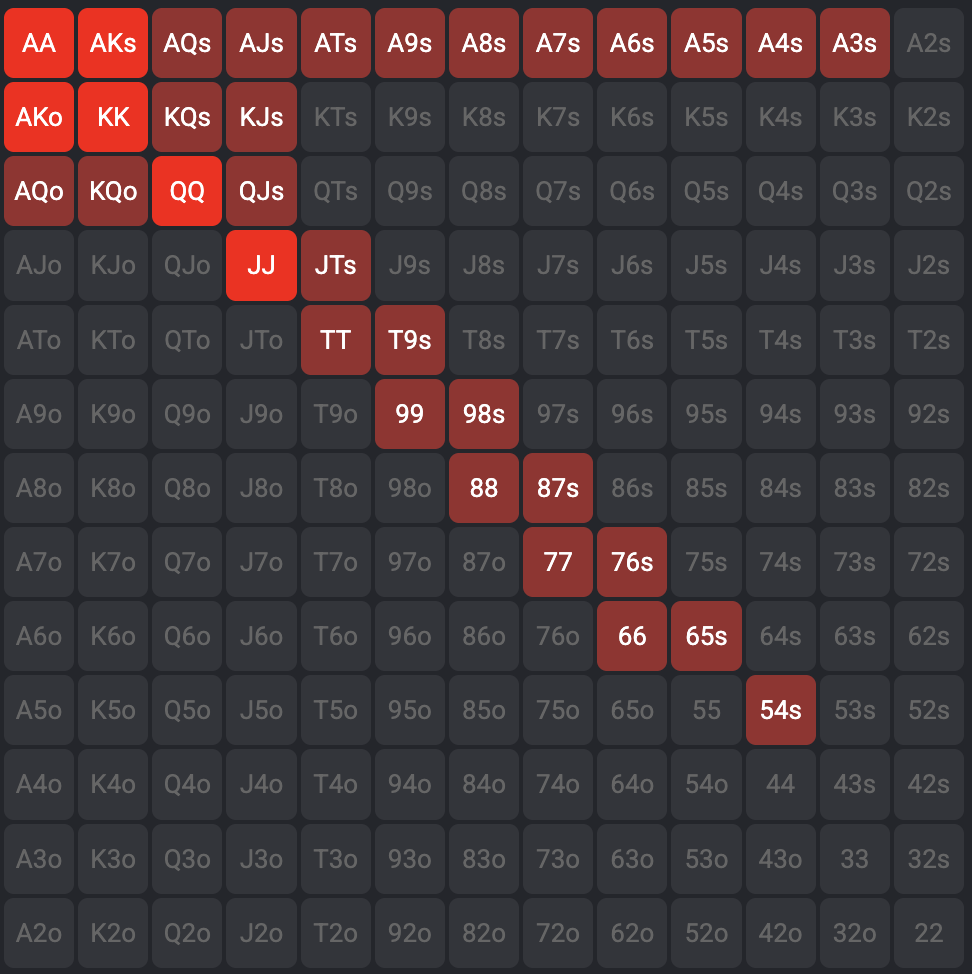 AA AKs AQs AJs ATs A9s A8s A7s A6s A5s A4s A3s A2s
AKo KK KQs KJs KTs K9s K8s K7s K6s K5s K4s K3s K2s
AQo KQo QQ QJs QTs Q9s Q8s Q7s Q6s Q5s Q4s Q3s Q2s
AJo KJo QJo JJ JTs J9s J8s J7s J6s J5s J4s J3s J2s
ATo KTo QTo JTo TT T9s T8s T7s T6s T5s T4s T3s T2s
A9o K9o Q9o J9o T9o 99 98s 97s 96s 95s 94s 93s 92s
A8o K8o Q8o J8o T8o 98o 88 87s 86s 85s 84s 83s 82s
A7o K7o Q7o J7o T7o 97o 87o 77 76s 75s 74s 73s 72s
A6o K6o Q6o J6o T6o 96o 86o 76o 66 65s 64s 63s 62s
A5o K5o Q5o J5o T5o 95o 85o 75o 65o 55 54s 53s 52s
A4o K4o Q4o J4o T4o 94o 84o 74o 64o 54o 44 43s 42s
A3o K3o Q3o J3o T3o 93o 83o 73o 63o 53o 43o 33 32s
A2o K2o Q2o J2o T2o 92o 82o 72o 62o 52o 42o 32o 22